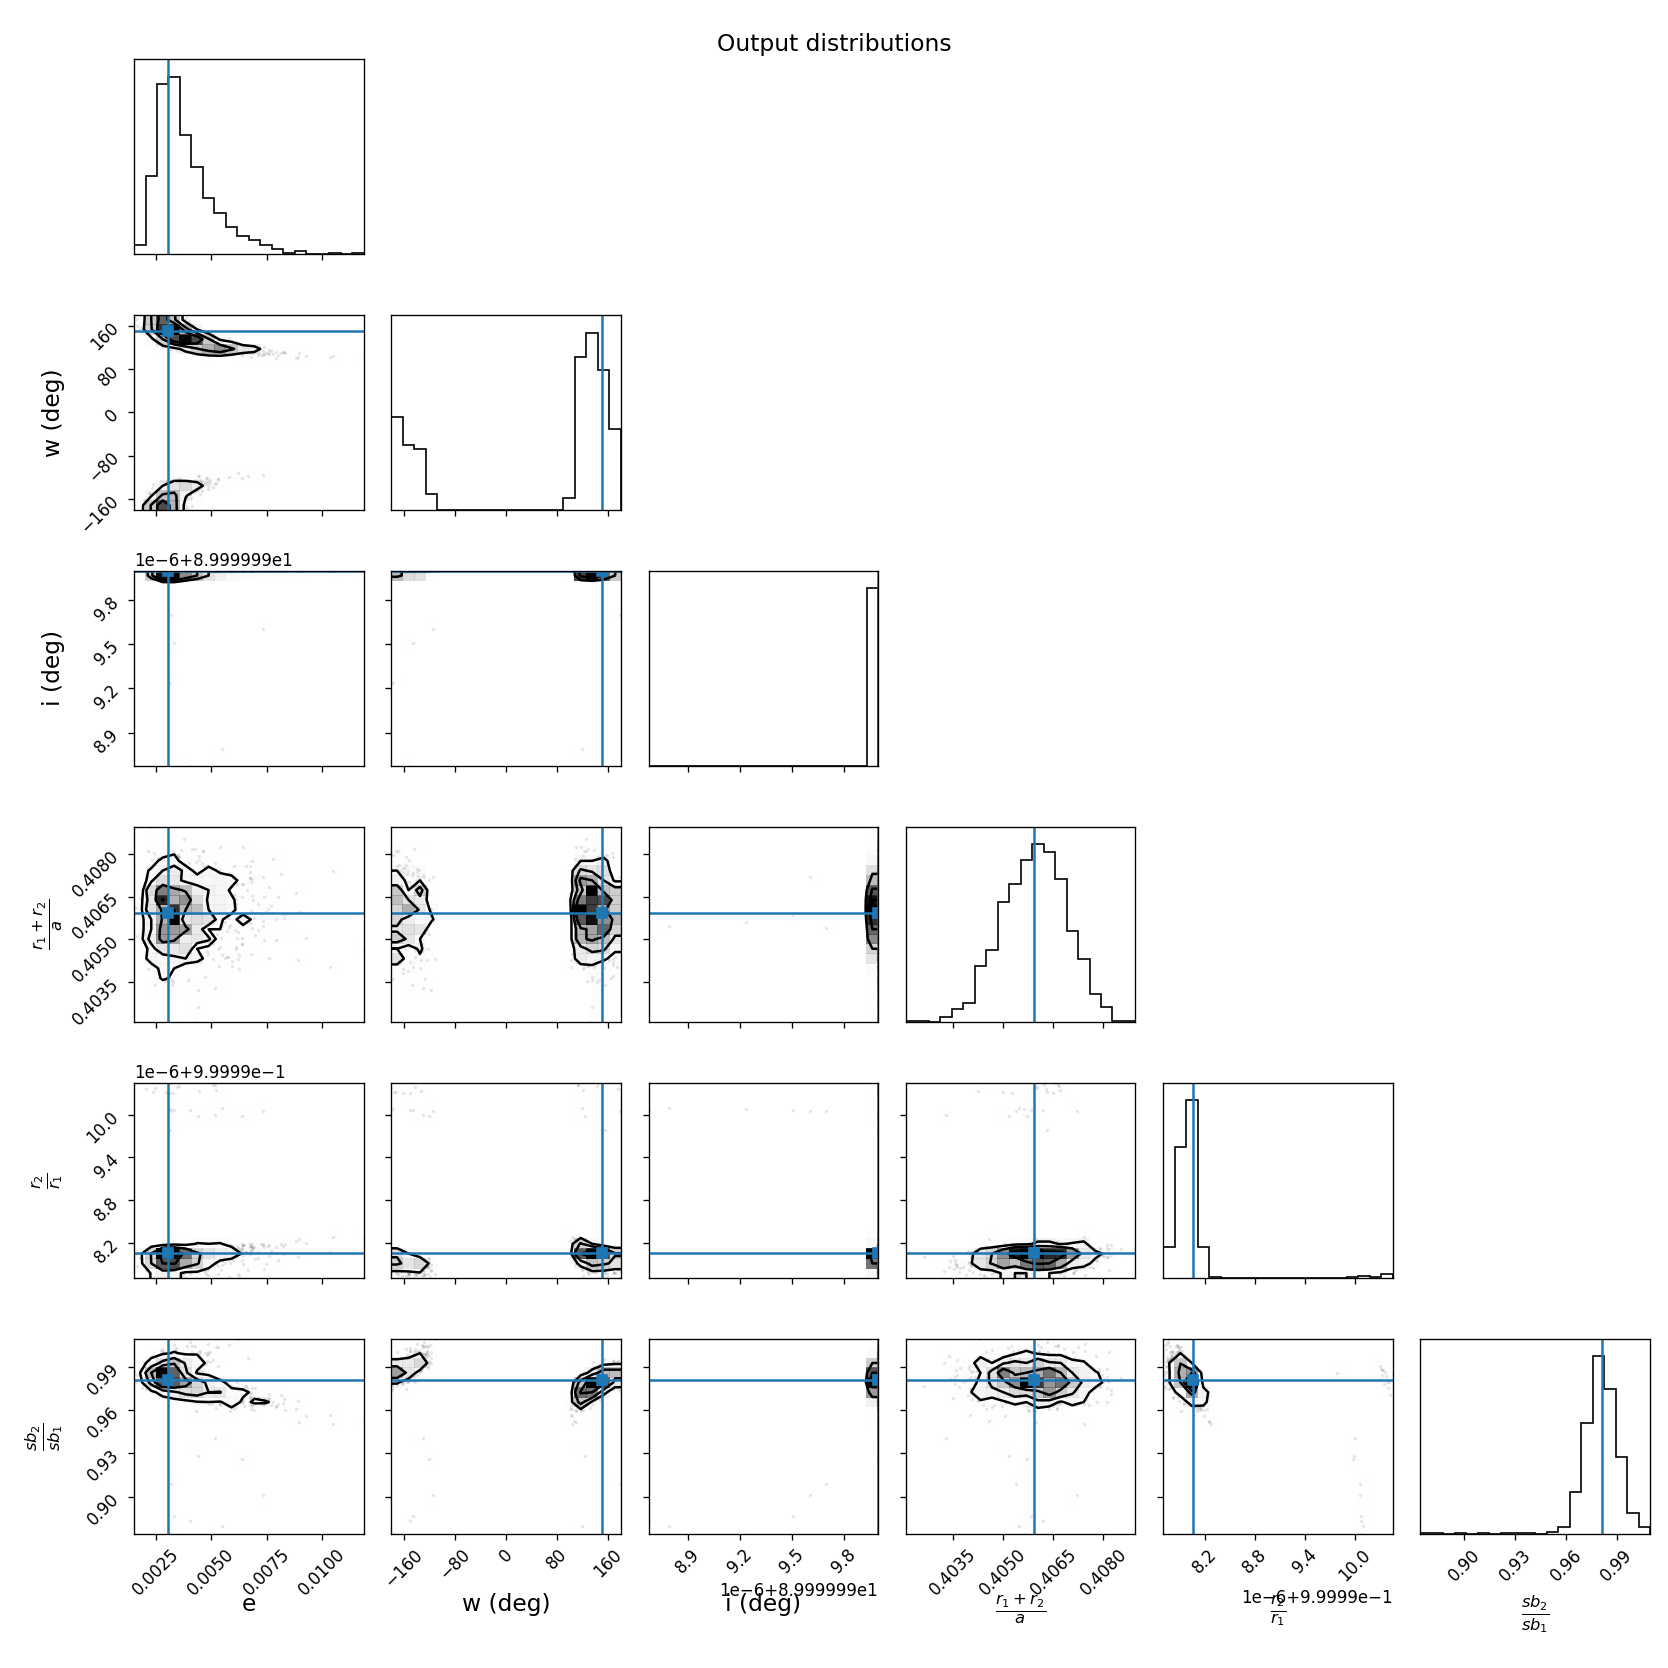 Output distributions
w (deg)
160
80
0
−80
−160
1e−6+8.999999e1
i (deg)
9.8
9.5
9.2
8.9
r₁ + r₂
a
0.4080
0.4065
0.4050
0.4035
1e−6+9.9999e−1
r₂
r₁
10.0
9.4
8.8
8.2
sb₂
sb₁
0.99
0.96
0.93
0.90
0.0025 0.0050 0.0075 0.0100 −160 −80 0 80 160 8.9 9.2 9.5 9.8 0.4035 0.4050 0.4065 0.4080 8.2 8.8 9.4 10.0 0.90 0.93 0.96 0.99
1e−6+8.999999e1 1e−6+9.9999e−1
e w (deg) i (deg) r₁ + r₂ r₂ sb₂
a r₁ sb₁